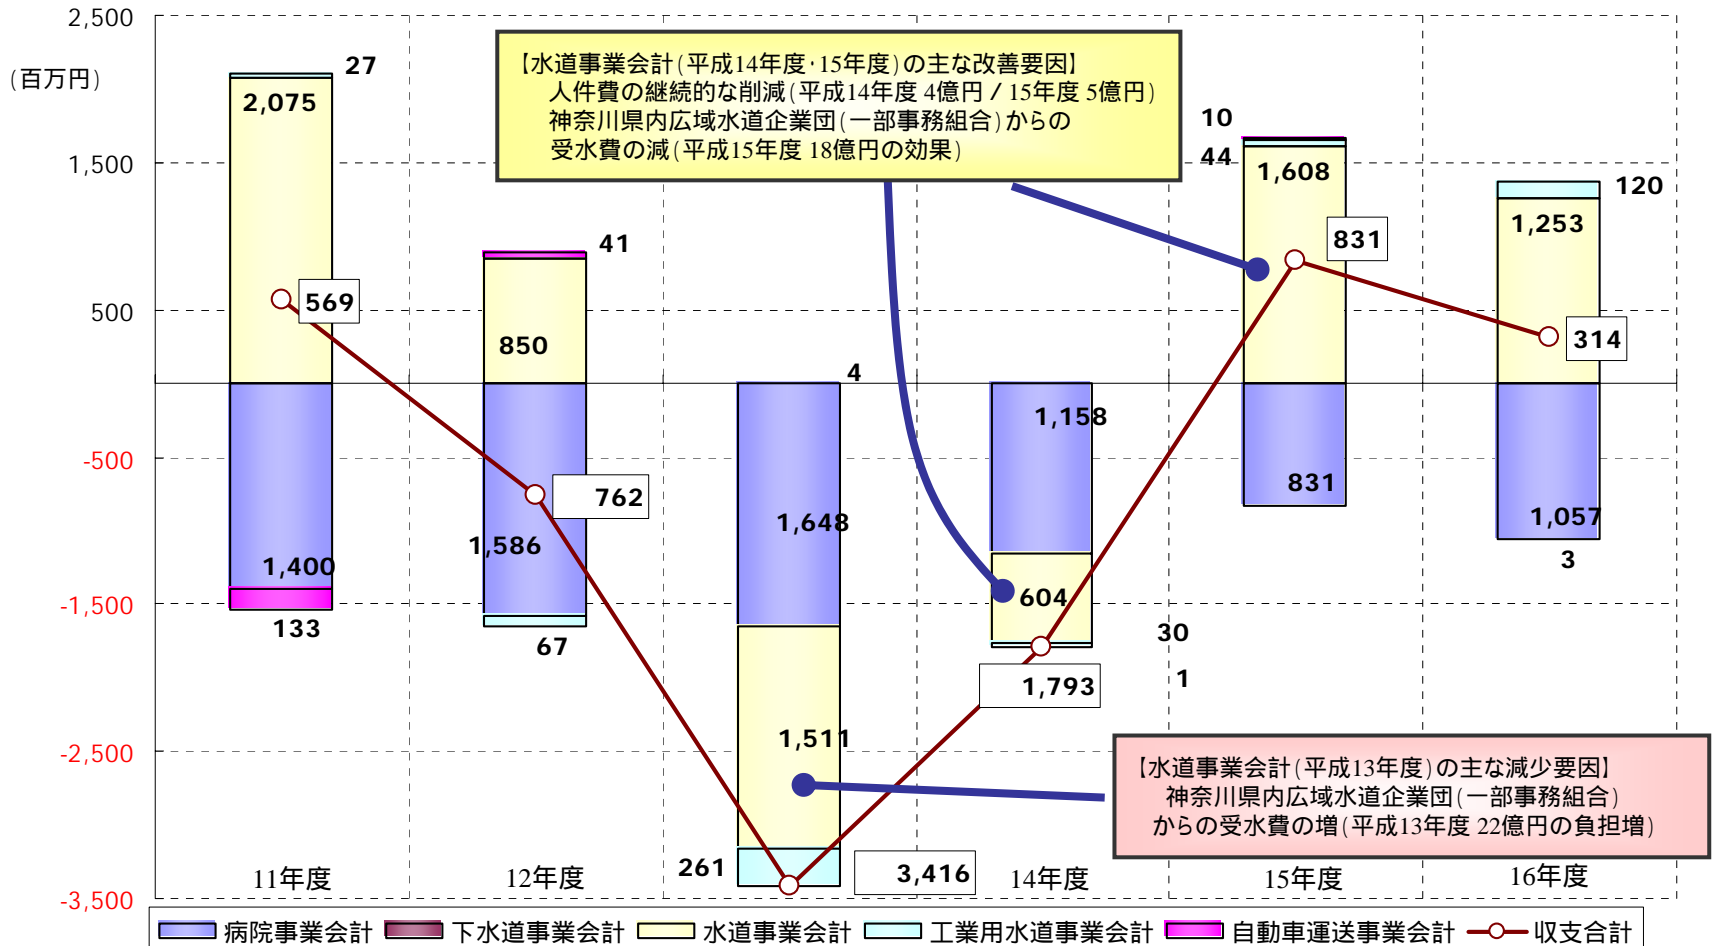 2,500
(百万円)
1,500
500
-500
-1,500
-2,500
-3,500
【水道事業会計(平成14年度・15年度)の主な改善要因】
人件費の継続的な削減(平成14年度 4億円 / 15年度 5億円)
神奈川県内広域水道企業団(一部事務組合)からの
受水費の減(平成15年度 18億円の効果)
27
2,075
569
1,400
133
41
850
762
1,586
67
4
1,648
1,511
261
3,416
1,158
604
30
1,793
1
10
44
1,608
831
831
120
1,253
314
1,057
3
【水道事業会計(平成13年度)の主な減少要因】
神奈川県内広域水道企業団(一部事務組合)
からの受水費の増(平成13年度 22億円の負担増)
11年度
12年度
14年度
15年度
16年度
病院事業会計 下水道事業会計 水道事業会計 工業用水道事業会計 自動車運送事業会計 収支合計